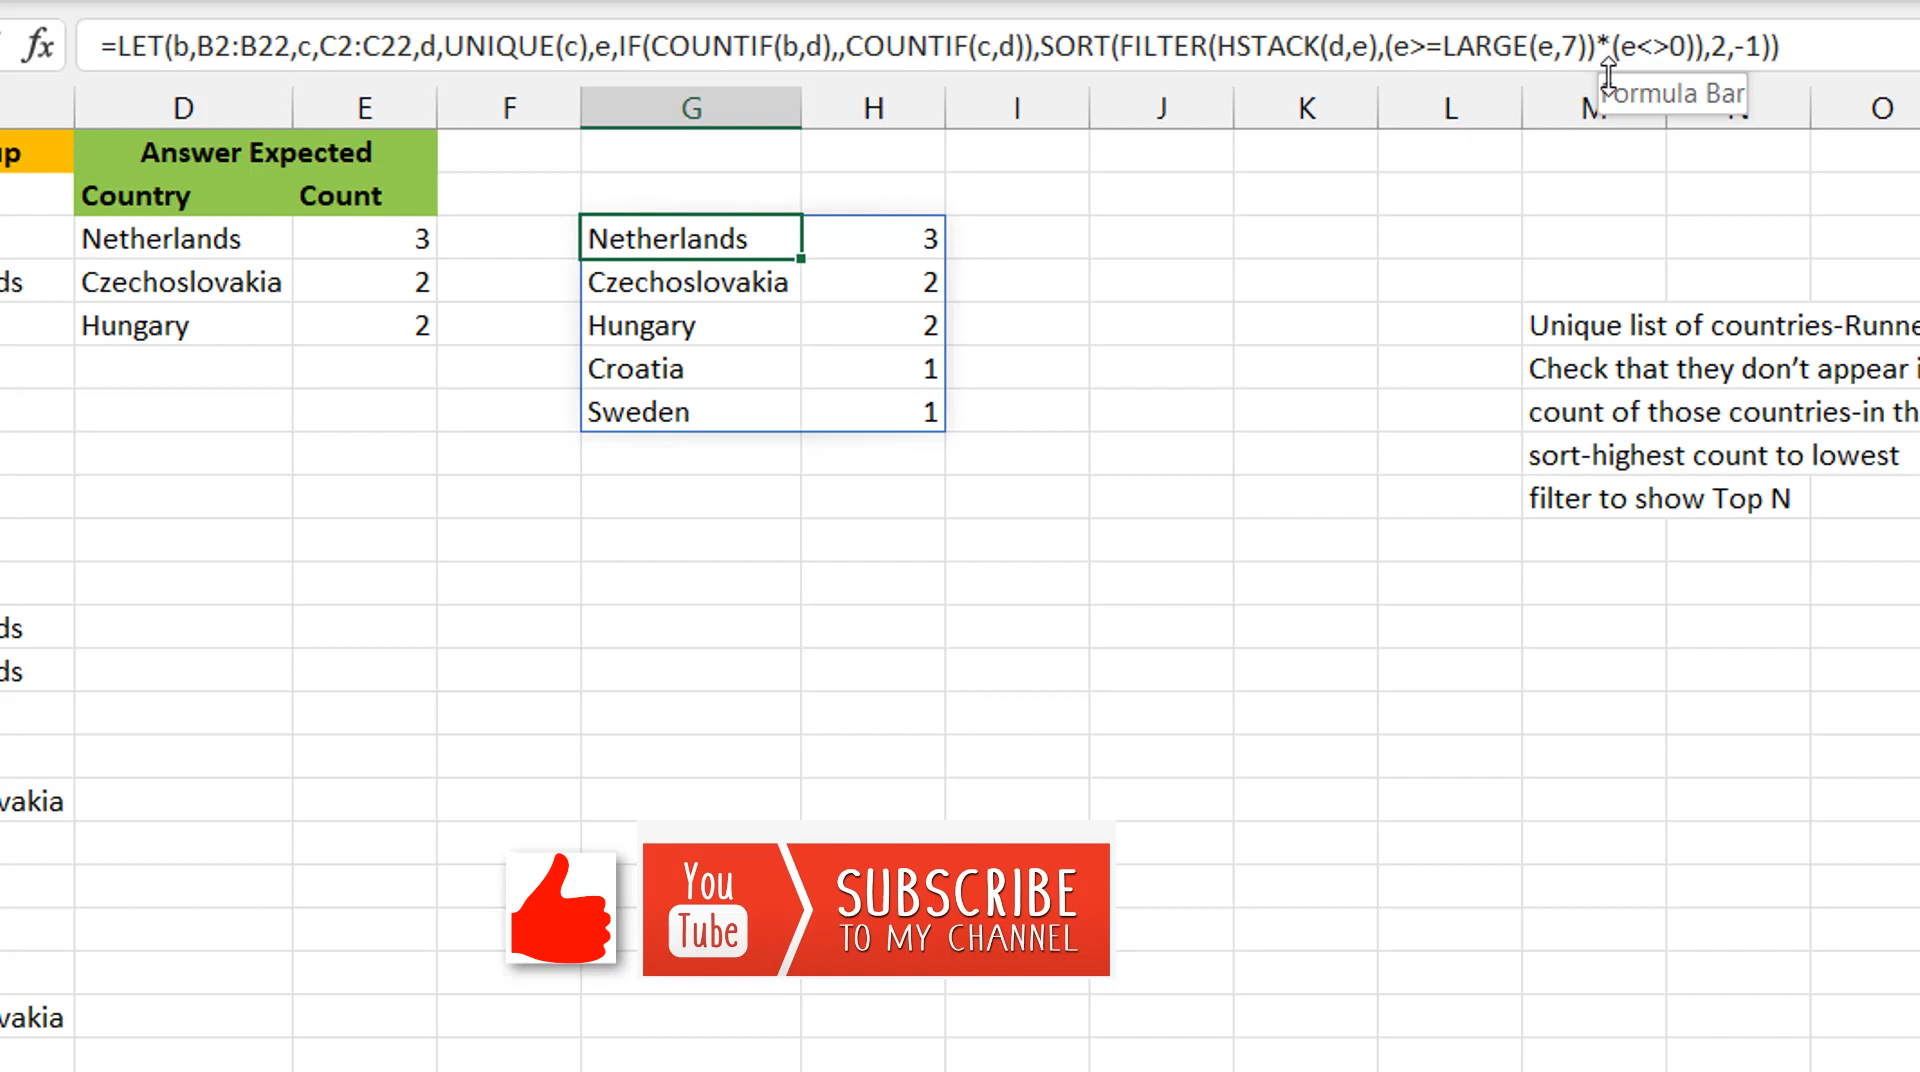 fx =LET(b,B2:B22,c,C2:C22,d,UNIQUE(c),e,IF(COUNTIF(b,d),,COUNTIF(c,d)),SORT(FILTER(HSTACK(d,e),(e>=LARGE(e,7))*(e<>0)),2,-1))
Formula Bar
D E F G H I J K L M N O
up Answer Expected
Country Count
Netherlands 3 Netherlands 3
ds Czechoslovakia 2 Czechoslovakia 2
Hungary 2 Hungary 2 Unique list of countries-Runne
Croatia 1 Check that they don’t appear i
Sweden 1 count of those countries-in th
sort-highest count to lowest
filter to show Top N
ds
ds
vakia
You Tube SUBSCRIBE
TO MY CHANNEL
vakia